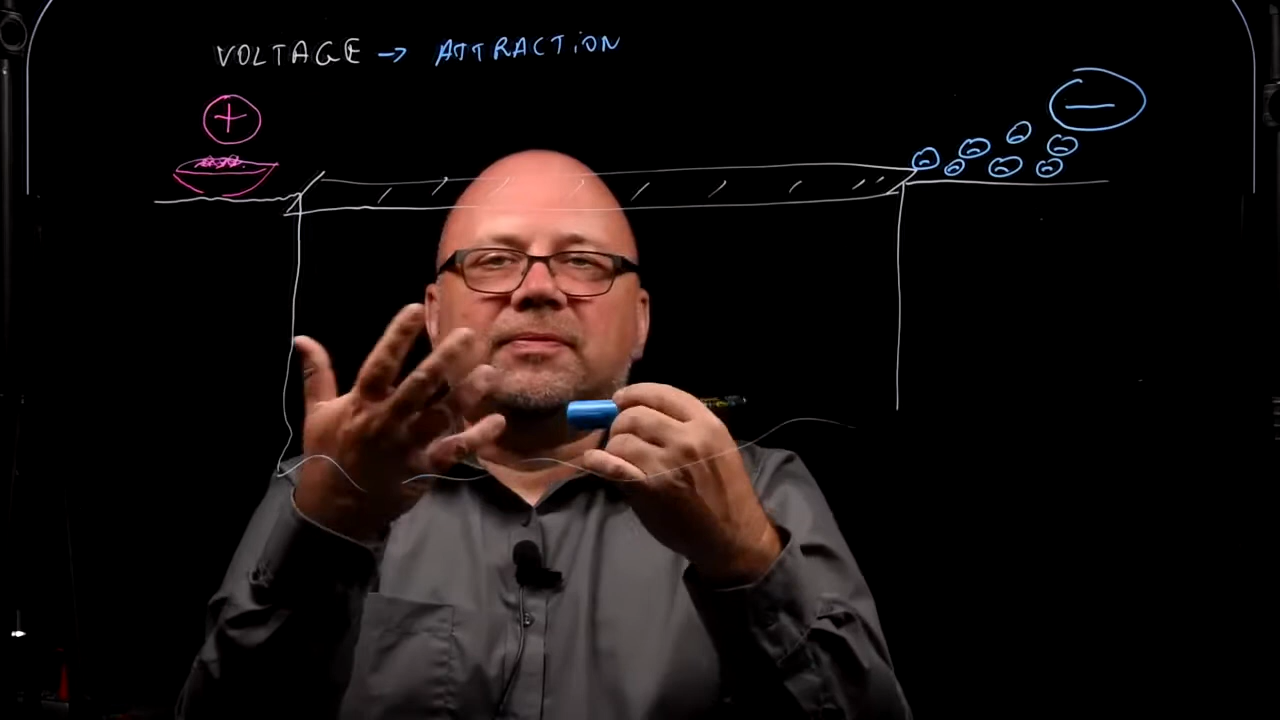 VOLTAGE → ATTRACTION
+
−
− − − − − − −